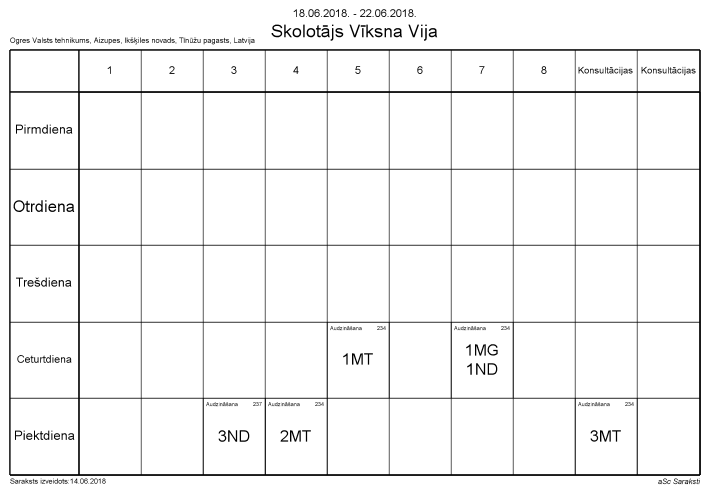 18.06.2018. - 22.06.2018.
Skolotājs Vīksna Vija
Ogres Valsts tehnikums, Aizupes, Ikšķiles novads, Tīnūžu pagasts, Latvija
1 2 3 4 5 6 7 8 Konsultācijas Konsultācijas
Pirmdiena
Otrdiena
Trešdiena
Ceturtdiena
Audzināšana 234
1MT
Audzināšana 234
1MG
1ND
Piektdiena
Audzināšana 237
3ND
Audzināšana 234
2MT
Audzināšana 234
3MT
Saraksts izveidots:14.06.2018
aSc Saraksti